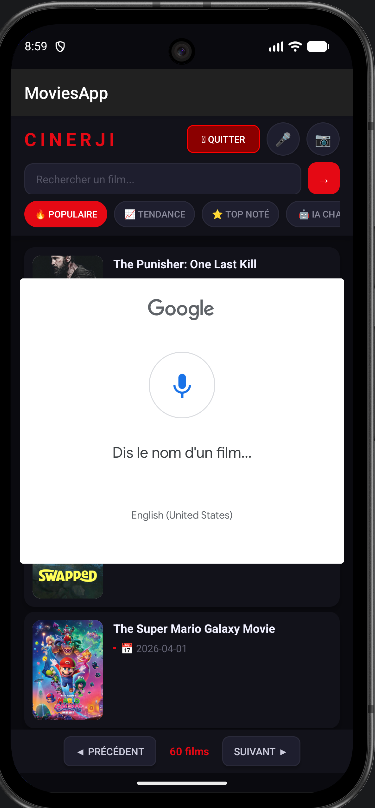 8:59
MoviesApp
CINERJI
QUITTER
Rechercher un film...
→
POPULAIRE
TENDANCE
TOP NOTÉ
IA CHA
The Punisher: One Last Kill
Google
Dis le nom d'un film...
English (United States)
SWAPPED
The Super Mario Galaxy Movie
• 2026-04-01
◄ PRÉCÉDENT
60 films
SUIVANT ►